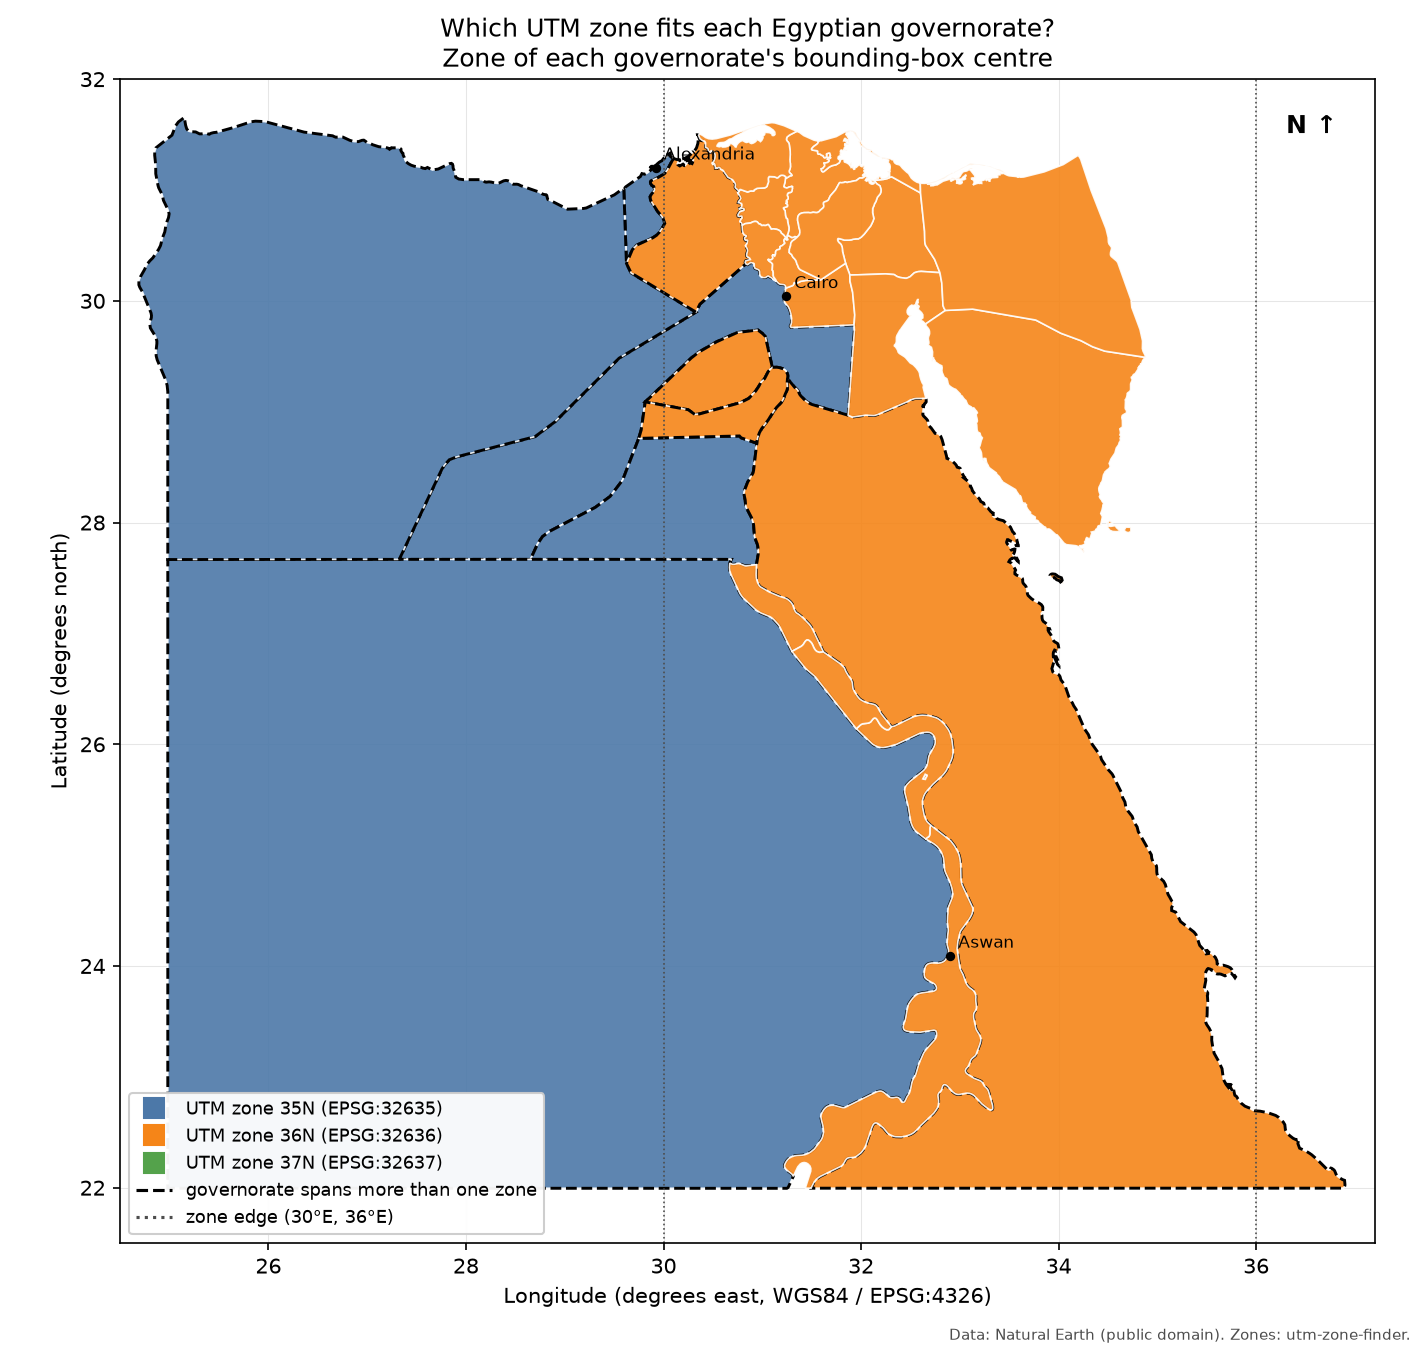 Which UTM zone fits each Egyptian governorate?
Zone of each governorate's bounding-box centre
32
30
28
26
24
22
Latitude (degrees north)
N ↑
Alexandria
Cairo
Aswan
UTM zone 35N (EPSG:32635)
UTM zone 36N (EPSG:32636)
UTM zone 37N (EPSG:32637)
governorate spans more than one zone
zone edge (30°E, 36°E)
26 28 30 32 34 36
Longitude (degrees east, WGS84 / EPSG:4326)
Data: Natural Earth (public domain). Zones: utm-zone-finder.